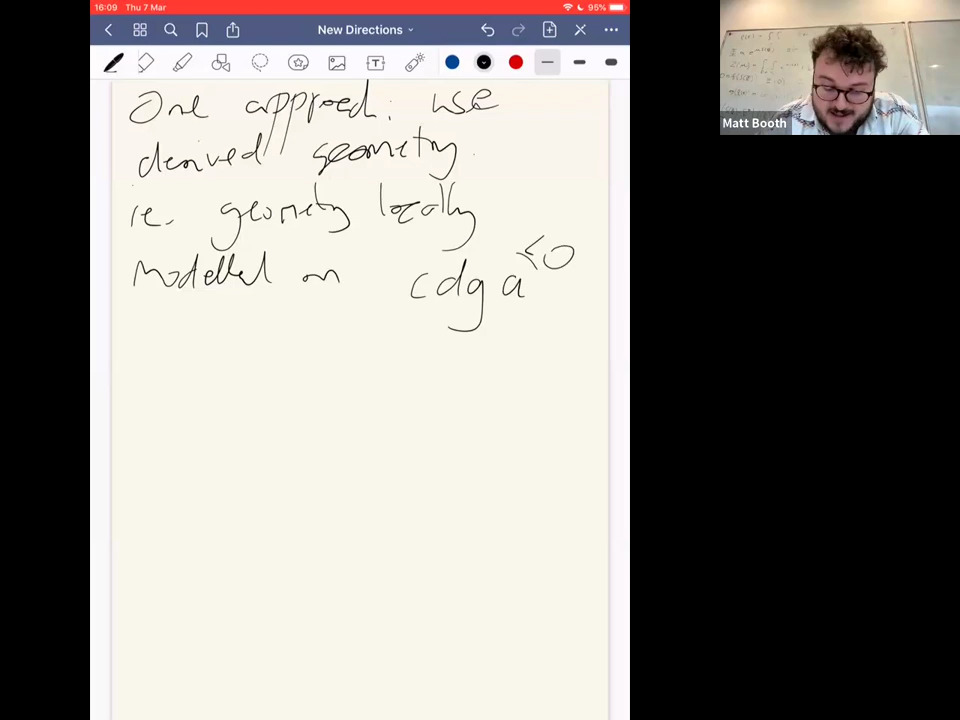 16:09 Thu 7 Mar
95%
New Directions
One approach: use
derived geometry.
ie. geometry locally
modelled on cdga^≤0
Matt Booth